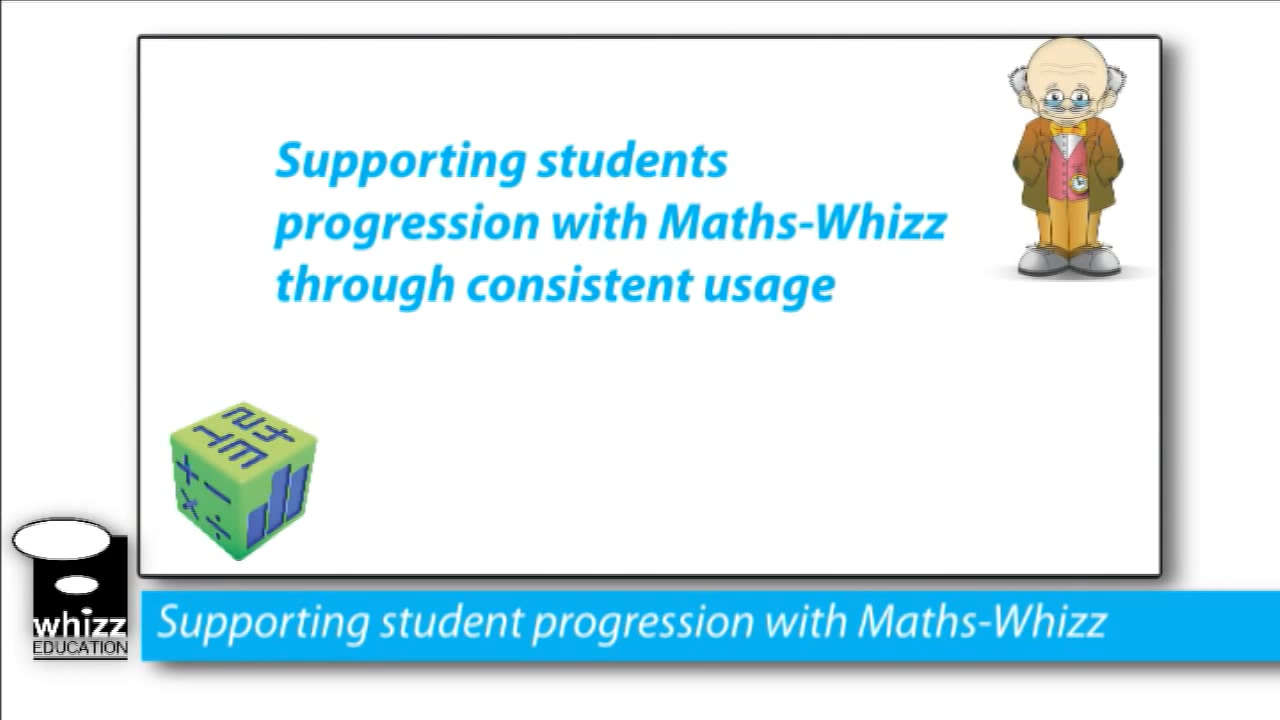 Supporting students
progression with Maths-Whizz
through consistent usage
whizz
EDUCATION
Supporting student progression with Maths-Whizz